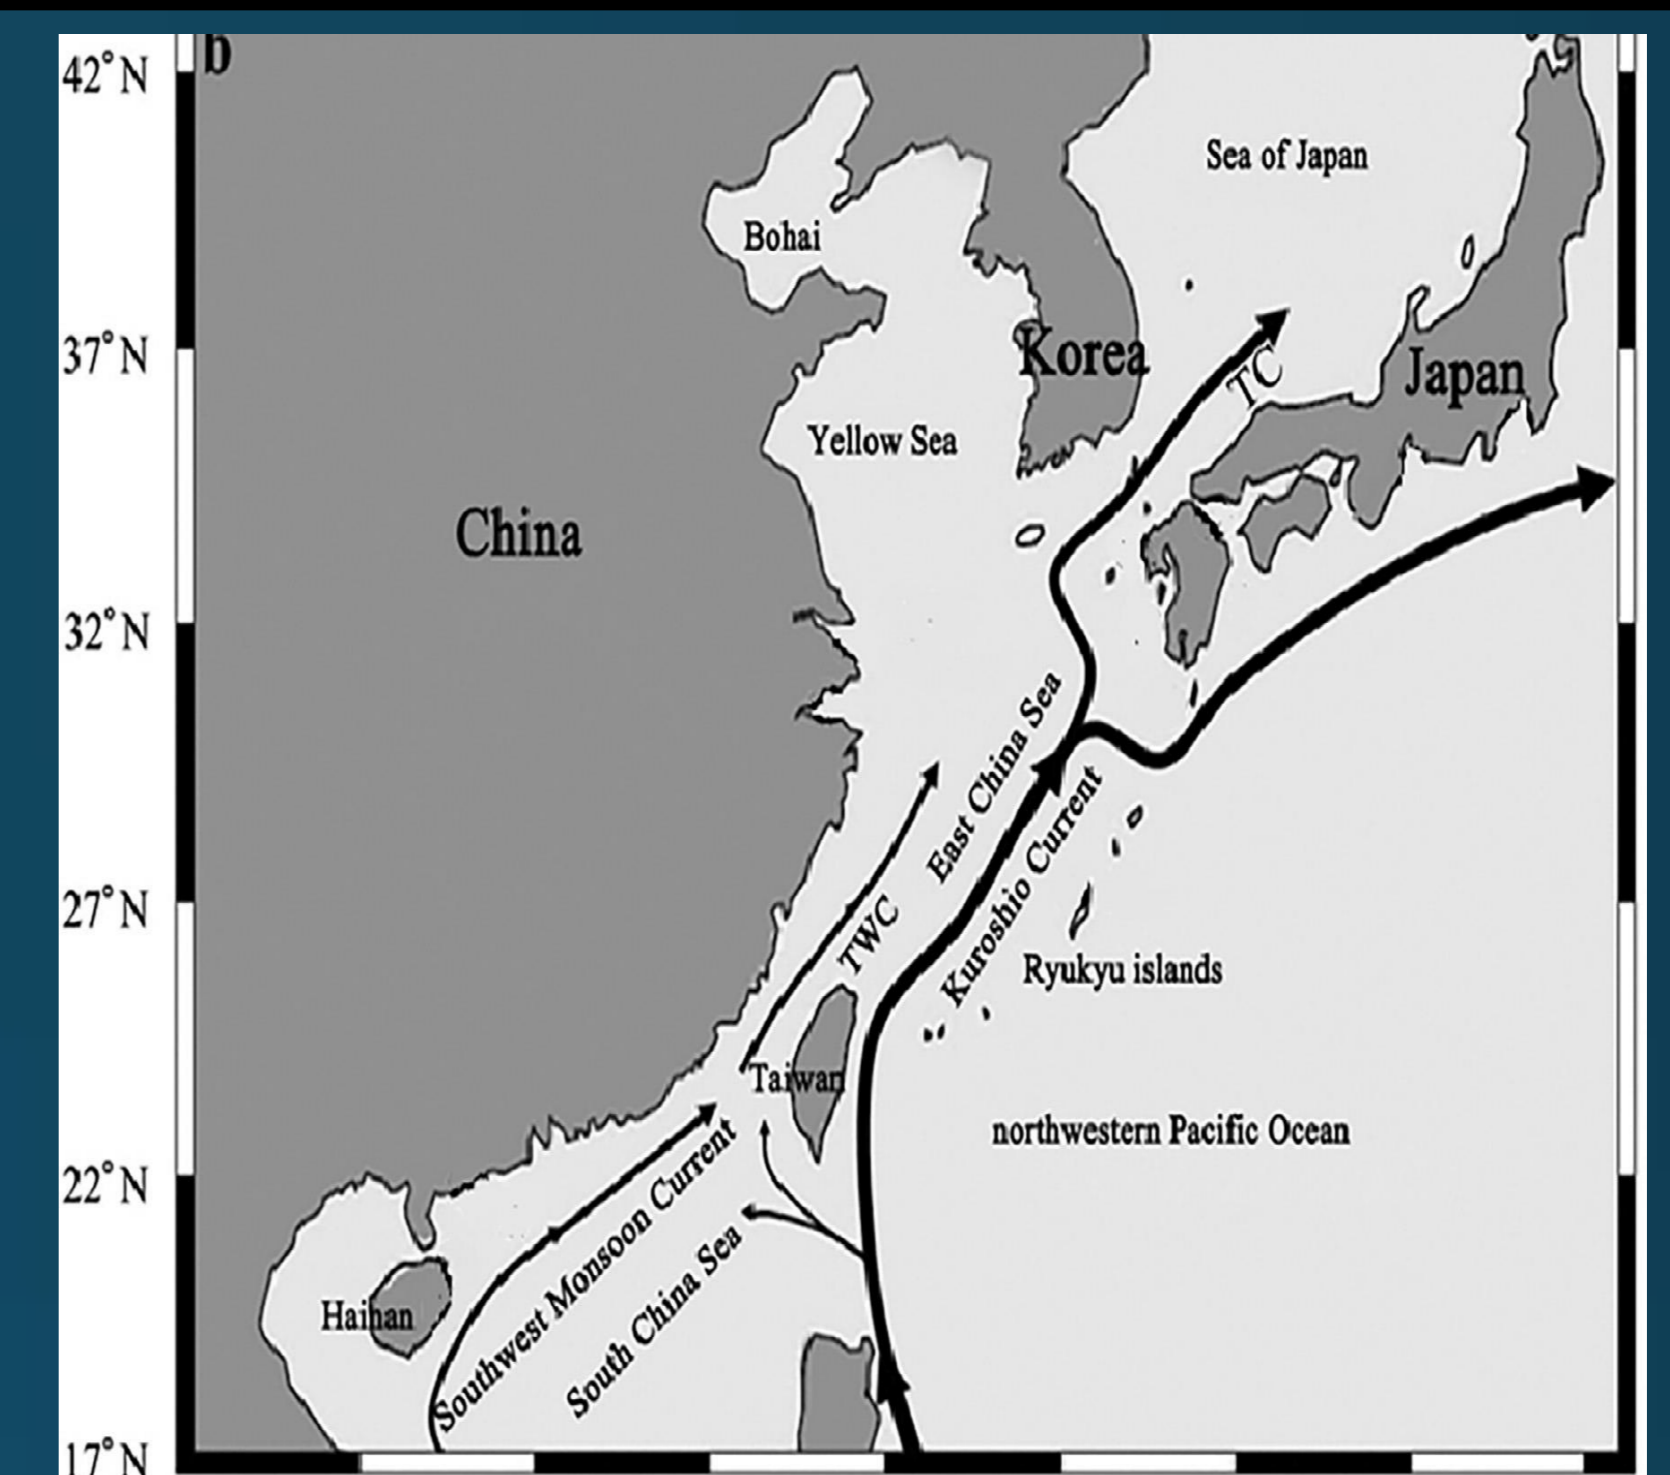 b
42°N
Sea of Japan
Bohai
37°N
Korea
TC
Japan
Yellow Sea
China
32°N
East China Sea
27°N
TWC
Kuroshio Current
Ryukyu islands
Taiwan
northwestern Pacific Ocean
22°N
Southwest Monsoon Current
South China Sea
Hainan
17°N